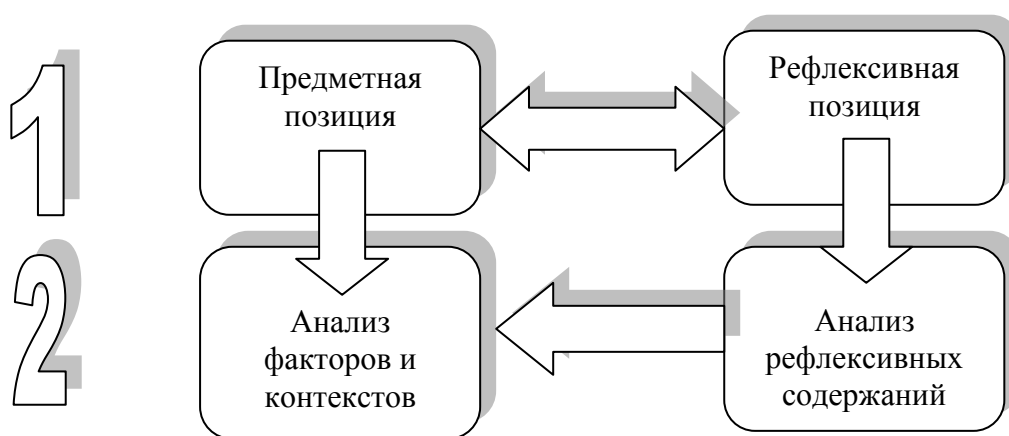 1
Предметная
позиция
Рефлексивная
позиция
2
Анализ
факторов и
контекстов
Анализ
рефлексивных
содержаний